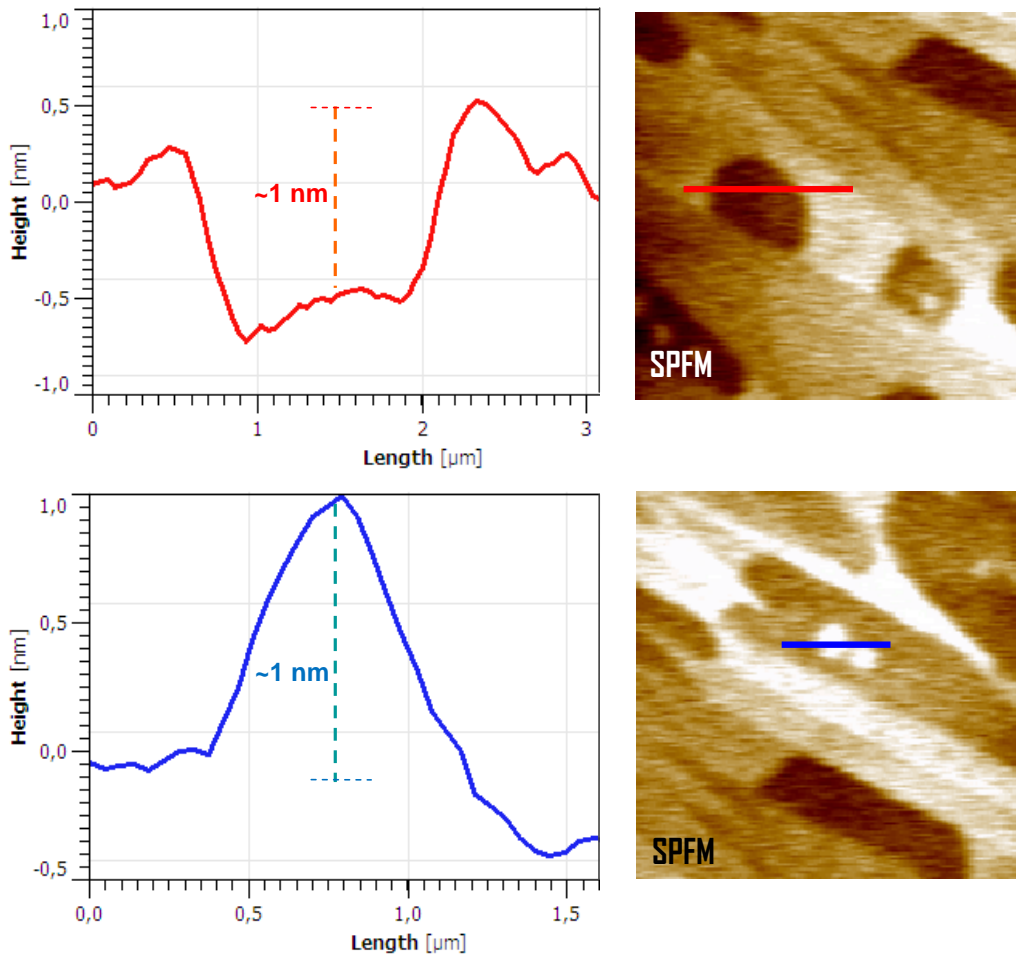 1,0
0,5
0,0
-0,5
-1,0
Height [nm]
~1 nm
0
1
2
3
Length [µm]
SPFM
1,0
0,5
0,0
-0,5
Height [nm]
~1 nm
0,0
0,5
1,0
1,5
Length [µm]
SPFM